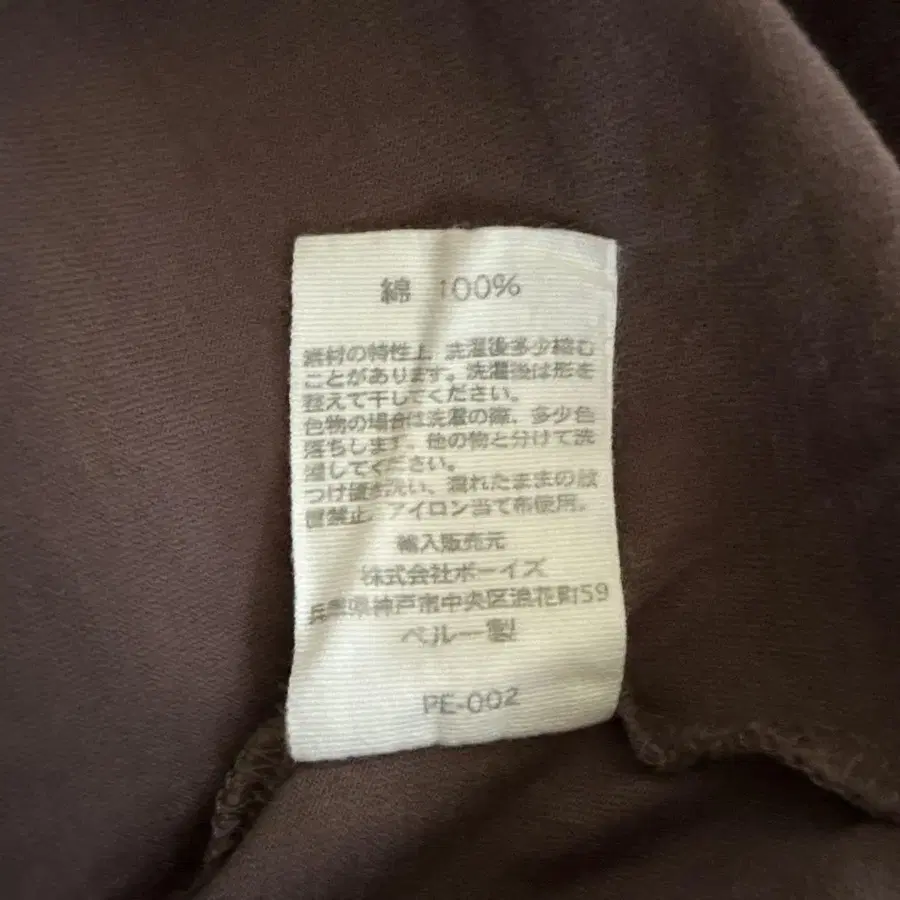 綿 100%
素材の特性上、洗濯後多少縮む
ことがあります。洗濯後は形を
整えて干してください。
色物の場合は洗濯の際、多少色
落ちします。他の物と分けて洗
濯してください。
つけ置き洗い、濡れたままの放
置禁止。アイロン当て布使用。
輸入販売元
株式会社ボーイズ
兵庫県神戸市中央区浪花町59
ペルー製
PE-002